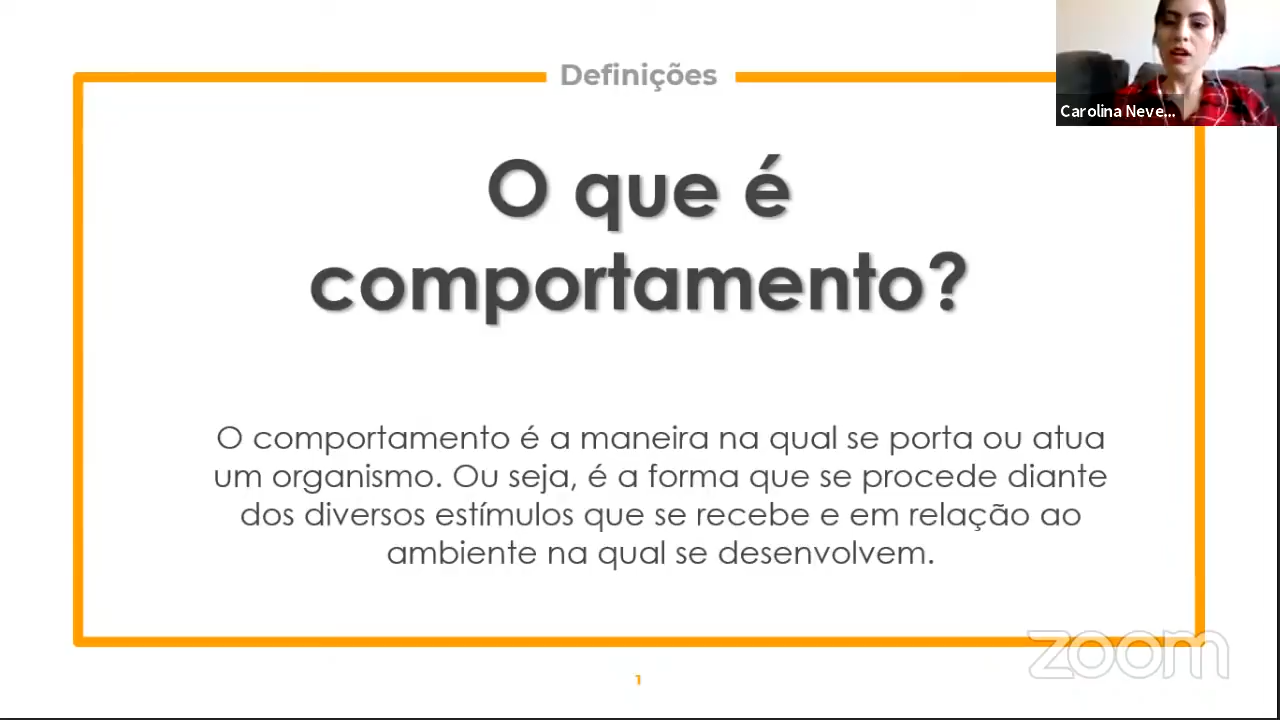 Definições
Carolina Neve...
O que é
comportamento?
O comportamento é a maneira na qual se porta ou atua
um organismo. Ou seja, é a forma que se procede diante
dos diversos estímulos que se recebe e em relação ao
ambiente na qual se desenvolvem.
zoom
1